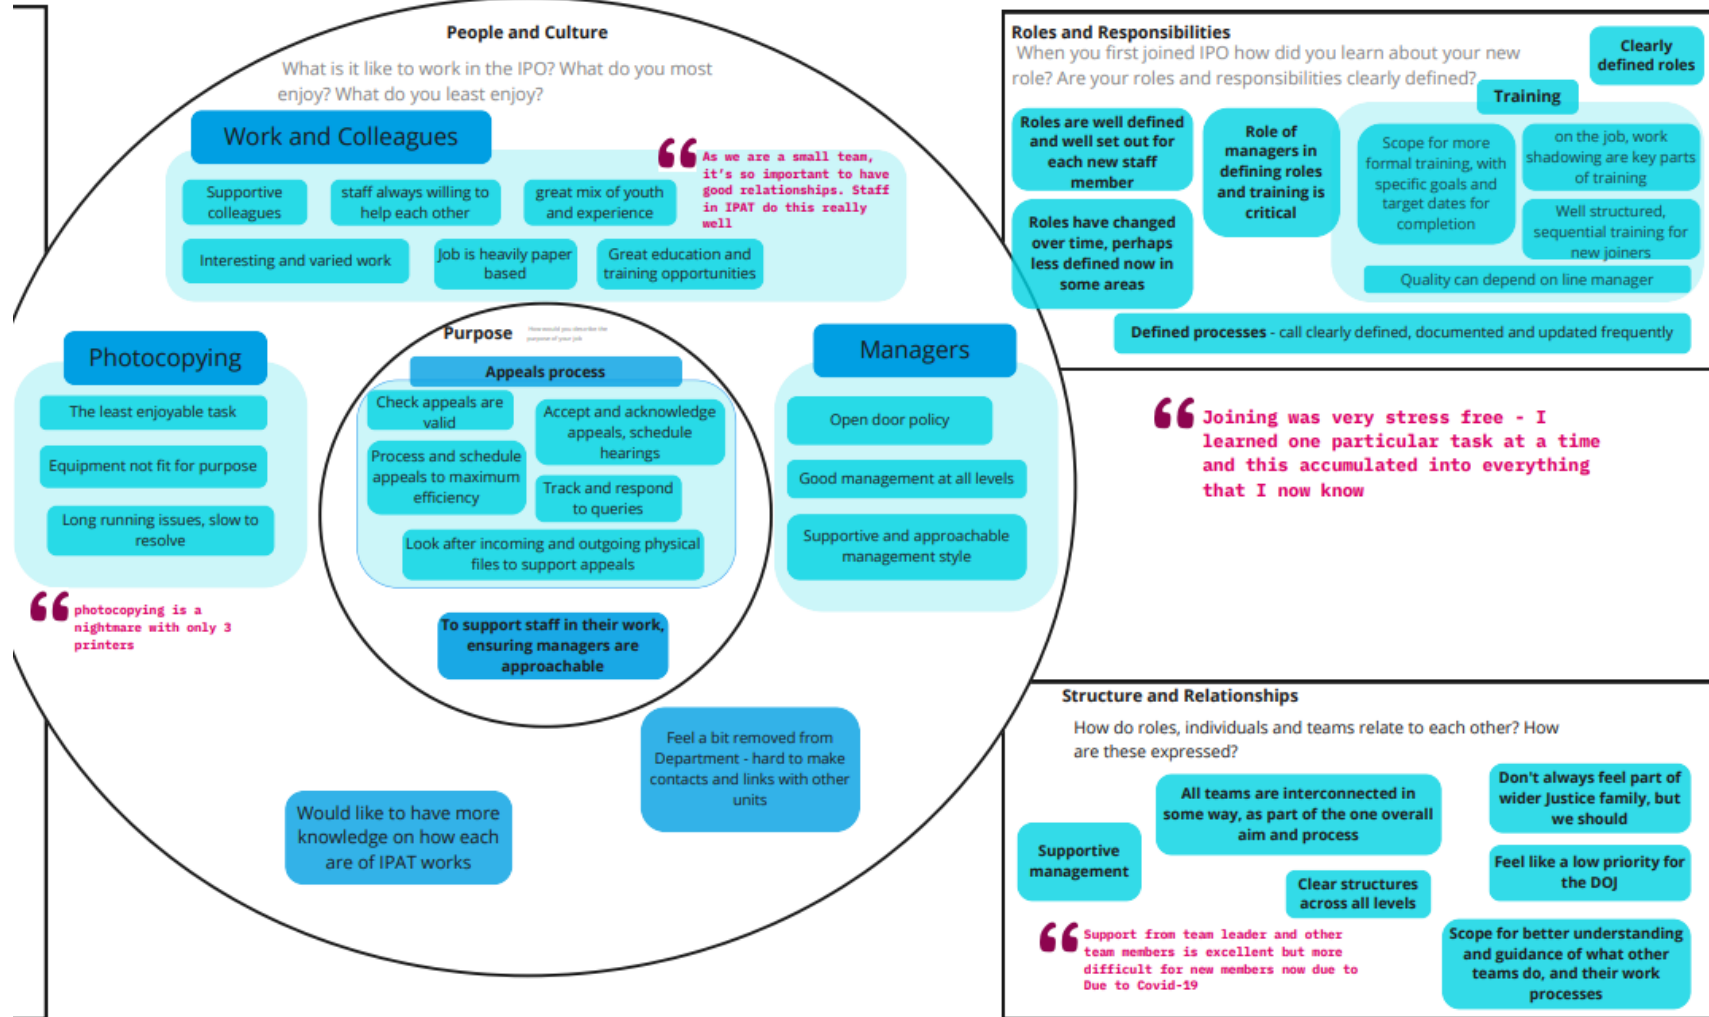 People and Culture
What is it like to work in the IPO? What do you most
enjoy? What do you least enjoy?
Work and Colleagues
As we are a small team,
it's so important to have
good relationships. Staff
in IPAT do this really
well
Supportive
colleagues
staff always willing to
help each other
great mix of youth
and experience
Interesting and varied work
Job is heavily paper
based
Great education and
training opportunities
Photocopying
The least enjoyable task
Equipment not fit for purpose
Long running issues, slow to
resolve
photocopying is a
nightmare with only 3
printers
Purpose
How would you describe the
purpose of your job
Appeals process
Check appeals are
valid
Accept and acknowledge
appeals, schedule
hearings
Process and schedule
appeals to maximum
efficiency
Track and respond
to queries
Look after incoming and outgoing physical
files to support appeals
To support staff in their work,
ensuring managers are
approachable
Managers
Open door policy
Good management at all levels
Supportive and approachable
management style
Feel a bit removed from
Department - hard to make
contacts and links with other
units
Would like to have more
knowledge on how each
are of IPAT works
Roles and Responsibilities
When you first joined IPO how did you learn about your new
role? Are your roles and responsibilities clearly defined?
Clearly
defined roles
Training
Roles are well defined
and well set out for
each new staff
member
Role of
managers in
defining roles
and training is
critical
Scope for more
formal training, with
specific goals and
target dates for
completion
on the job, work
shadowing are key parts
of training
Well structured,
sequential training for
new joiners
Roles have changed
over time, perhaps
less defined now in
some areas
Quality can depend on line manager
Defined processes - call clearly defined, documented and updated frequently
Joining was very stress free - I
learned one particular task at a time
and this accumulated into everything
that I now know
Structure and Relationships
How do roles, individuals and teams relate to each other? How
are these expressed?
All teams are interconnected in
some way, as part of the one overall
aim and process
Don't always feel part of
wider Justice family, but
we should
Supportive
management
Feel like a low priority for
the DOJ
Clear structures
across all levels
Support from team leader and other
team members is excellent but more
difficult for new members now due to
Due to Covid-19
Scope for better understanding
and guidance of what other
teams do, and their work
processes